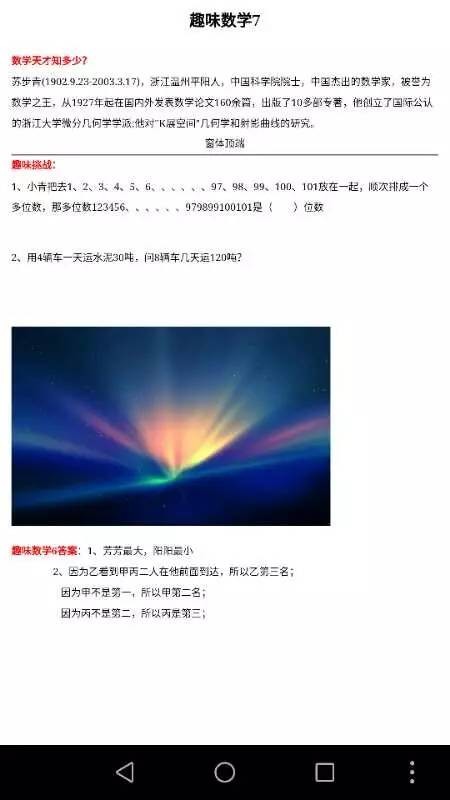 趣味数学7
数学天才知多少?
苏步青(1902.9.23-2003.3.17)，浙江温州平阳人，中国科学院院士，中国杰出的数学家，被誉为
数学之王，从1927年起在国内外发表数学论文160余篇，出版了10多部专著，他创立了国际公认
的浙江大学微分几何学学派;他对"K展空间"几何学和射影曲线的研究。
窗体顶端
趣味挑战：
1、小青把去1、2、3、4、5、6、、、、、、97、98、99、100、101放在一起，顺次排成一个
多位数，那多位数123456、、、、、、979899100101是（　　）位数
2、用4辆车一天运水泥30吨，问8辆车几天运120吨?
趣味数学6答案：1、芳芳最大，阳阳最小
2、因为乙看到甲丙二人在他前面到达，所以乙第三名；
因为甲不是第一，所以甲第二名；
因为丙不是第二，所以丙是第三；